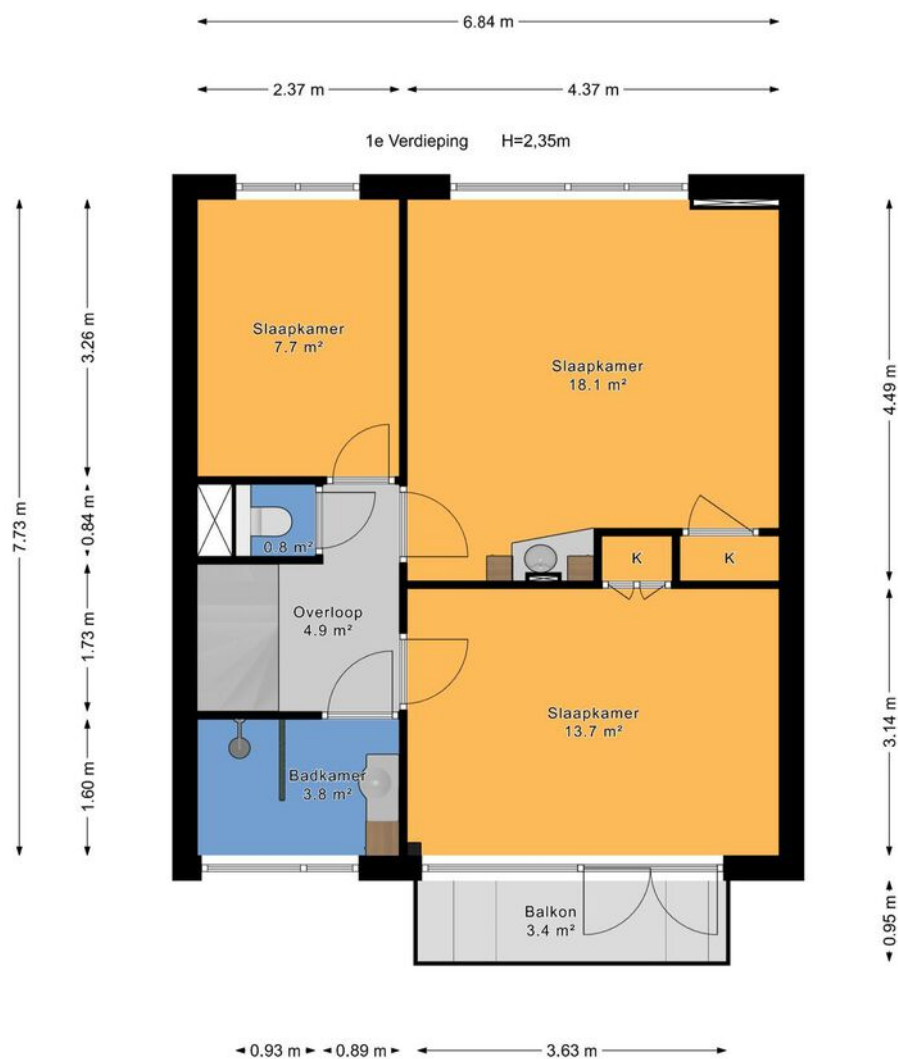 6.84 m
2.37 m
4.37 m
1e Verdieping H=2,35m
7.73 m
3.26 m
0.84 m
1.73 m
1.60 m
4.49 m
3.14 m
0.95 m
Slaapkamer
7.7 m²
Slaapkamer
18.1 m²
0.8 m²
K
K
Overloop
4.9 m²
Slaapkamer
13.7 m²
Badkamer
3.8 m²
Balkon
3.4 m²
0.93 m
0.89 m
3.63 m